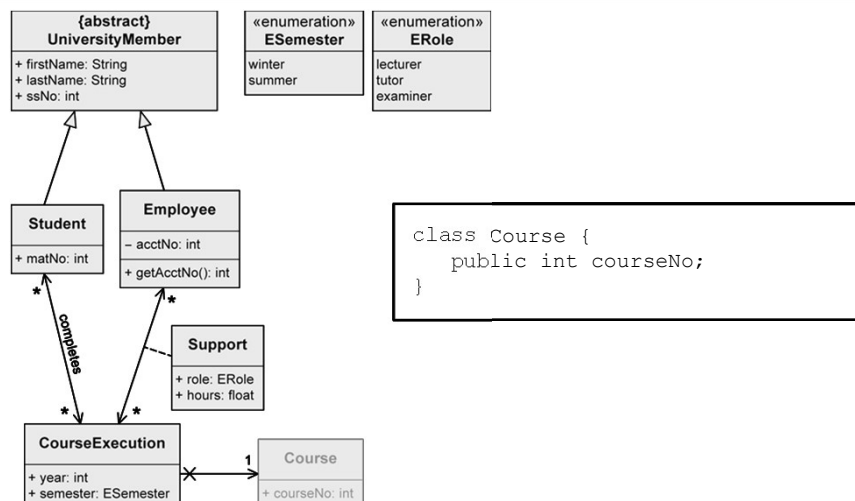 {abstract}
UniversityMember
+ firstName: String
+ lastName: String
+ ssNo: int
«enumeration»
ESemester
winter
summer
«enumeration»
ERole
lecturer
tutor
examiner
Student
+ matNo: int
Employee
– acctNo: int
+ getAcctNo(): int
class Course {
public int courseNo;
}
*
*
completes
Support
+ role: ERole
+ hours: float
*
*
CourseExecution
+ year: int
+ semester: ESemester
1
Course
+ courseNo: int